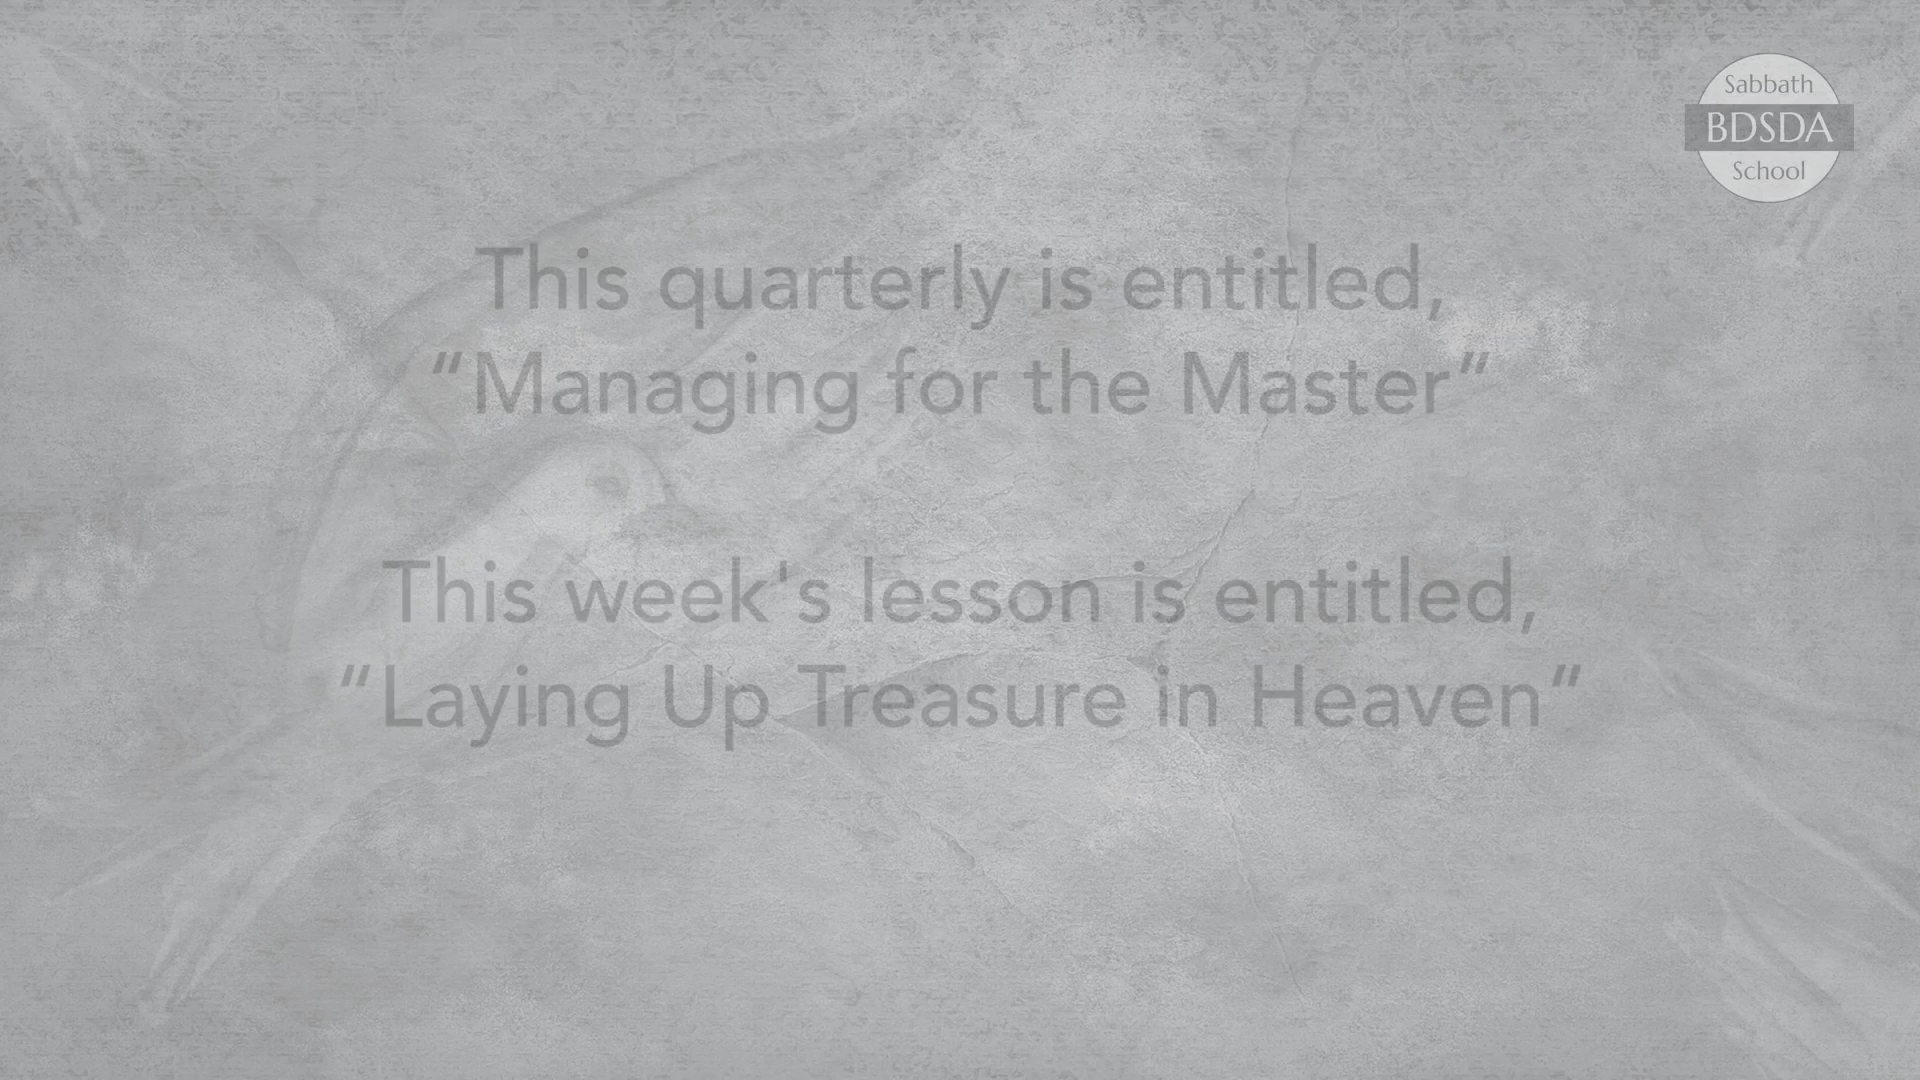 Sabbath
BDSDA
School
This quarterly is entitled,
“Managing for the Master”
This week's lesson is entitled,
“Laying Up Treasure in Heaven”